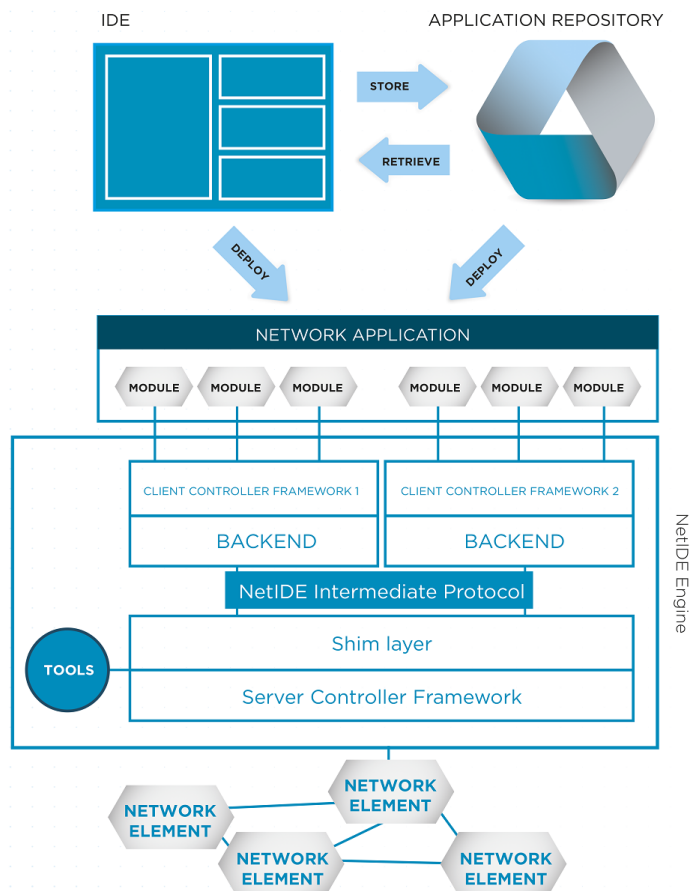 IDE
APPLICATION REPOSITORY
STORE
RETRIEVE
DEPLOY
DEPLOY
NETWORK APPLICATION
MODULE
MODULE
MODULE
MODULE
MODULE
MODULE
CLIENT CONTROLLER FRAMEWORK 1
CLIENT CONTROLLER FRAMEWORK 2
BACKEND
BACKEND
NetIDE Engine
NetIDE Intermediate Protocol
Shim layer
TOOLS
Server Controller Framework
NETWORK
ELEMENT
NETWORK
ELEMENT
NETWORK
ELEMENT
NETWORK
ELEMENT